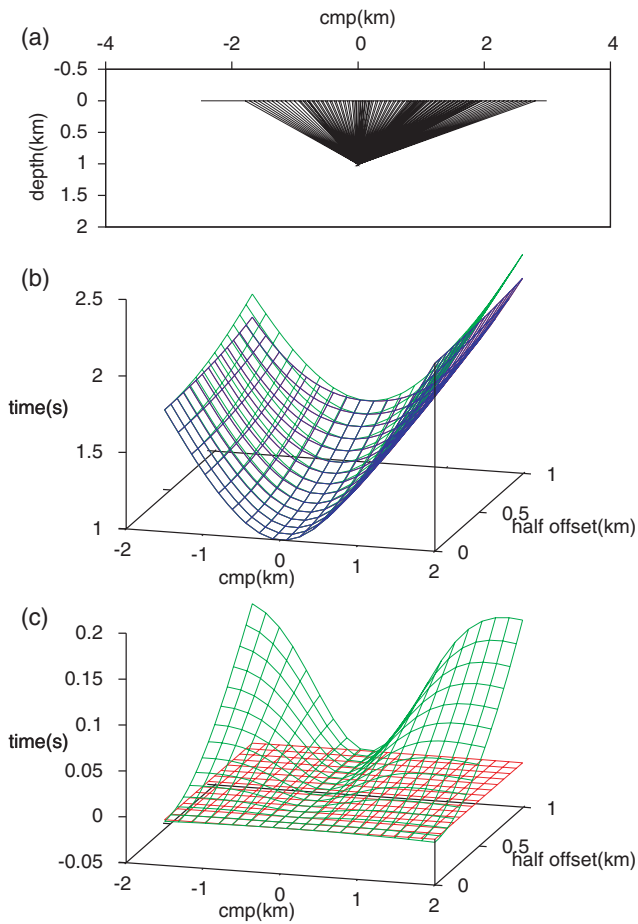 (a)
cmp(km)
-4 -2 0 2 4
-0.5
0
0.5
1
1.5
2
depth(km)
(b)
2.5
2
1.5
1
time(s)
-2 -1 0 1 2
cmp(km)
0 0.5 1
half offset(km)
(c)
0.2
0.15
0.1
0.05
0
-0.05
time(s)
-2 -1 0 1 2
cmp(km)
0 0.5 1
half offset(km)